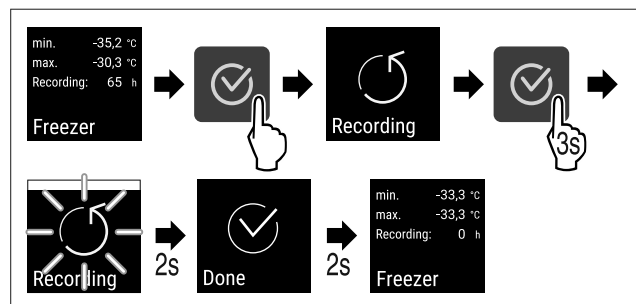 min. -35,2 °C
max. -30,3 °C
Recording: 65 h
Freezer
Recording
3s
Recording
2s
Done
2s
min. -33,3 °C
max. -33,3 °C
Recording: 0 h
Freezer